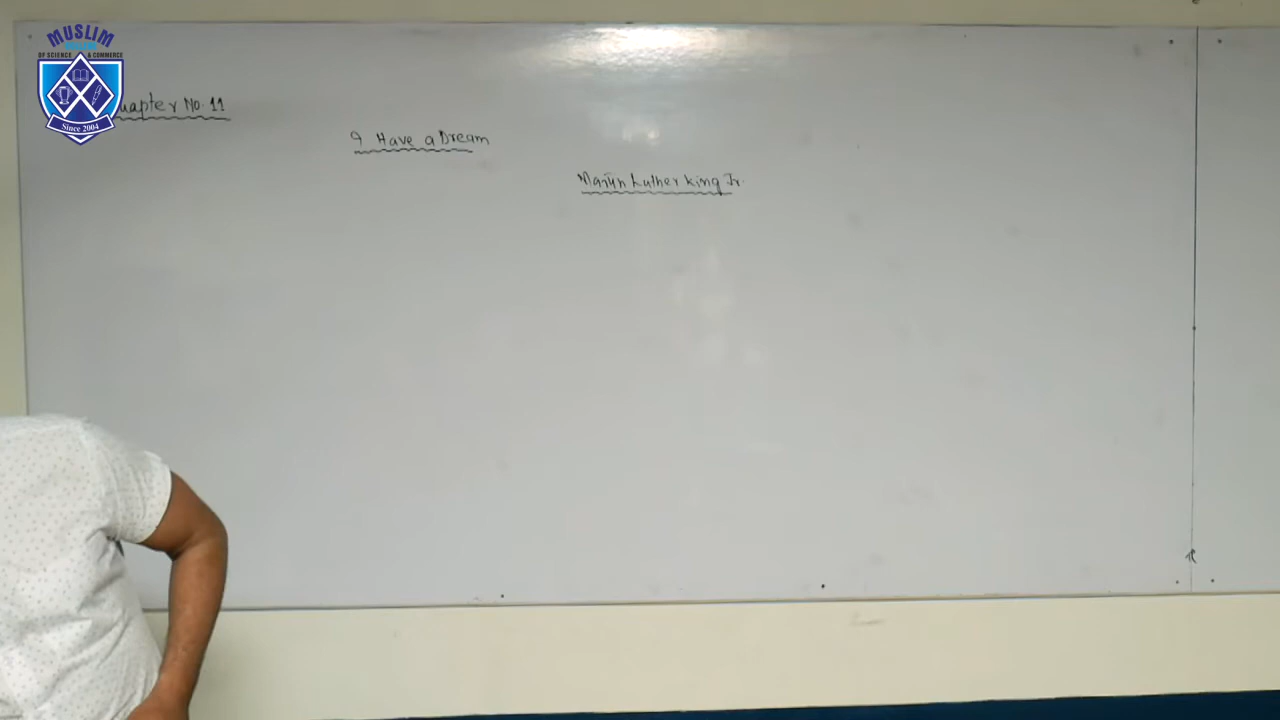 MUSLIM
OF SCIENCE & COMMERCE
Since 2004
Chapter No. 11
I Have a Dream
Martin Luther King Jr.